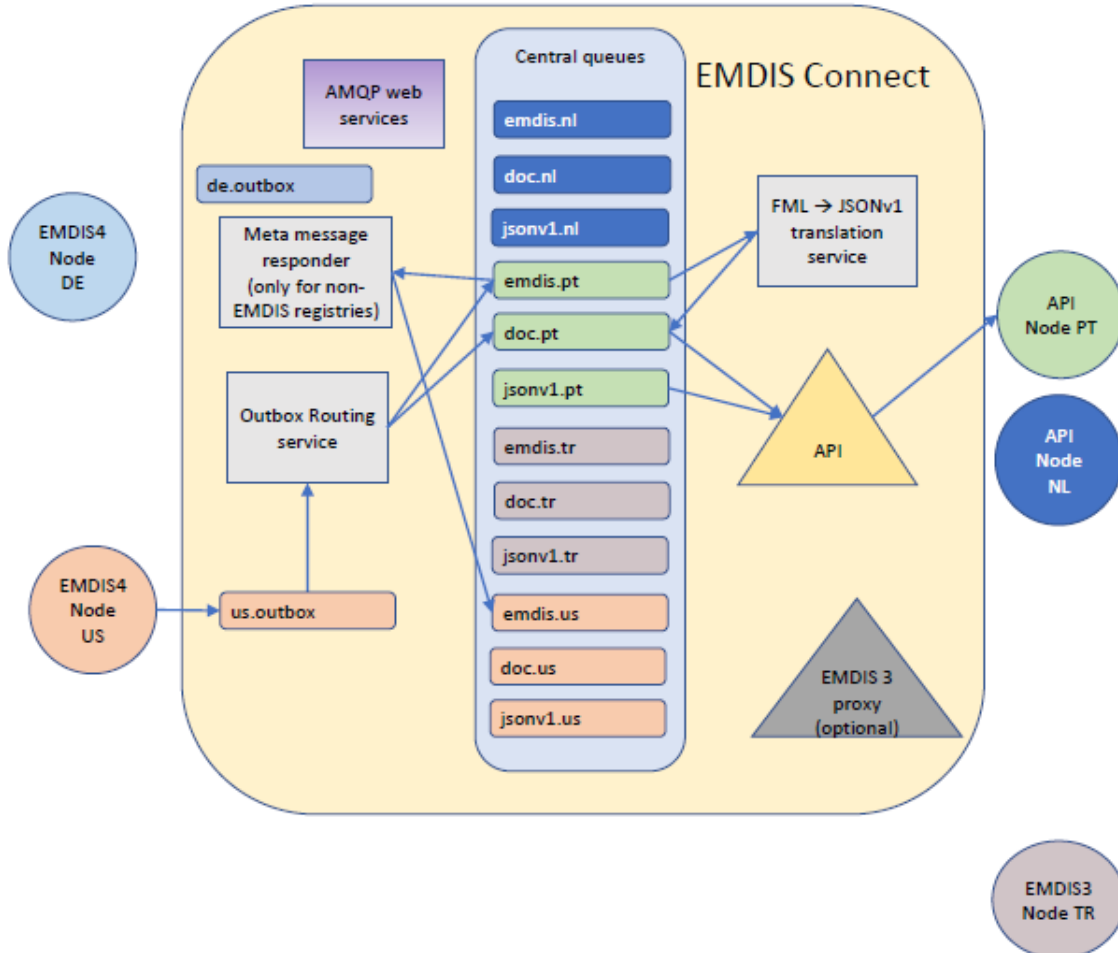 Central queues
EMDIS Connect
AMQP web
services
emdis.nl
doc.nl
de.outbox
FML → JSONv1
translation
service
jsonv1.nl
EMDIS4
Node
DE
Meta message
responder
(only for non-
EMDIS registries)
emdis.pt
doc.pt
API
Node PT
jsonv1.pt
Outbox Routing
service
emdis.tr
API
API
Node
NL
doc.tr
jsonv1.tr
EMDIS4
Node
US
us.outbox
emdis.us
doc.us
EMDIS 3
proxy
(optional)
jsonv1.us
EMDIS3
Node TR